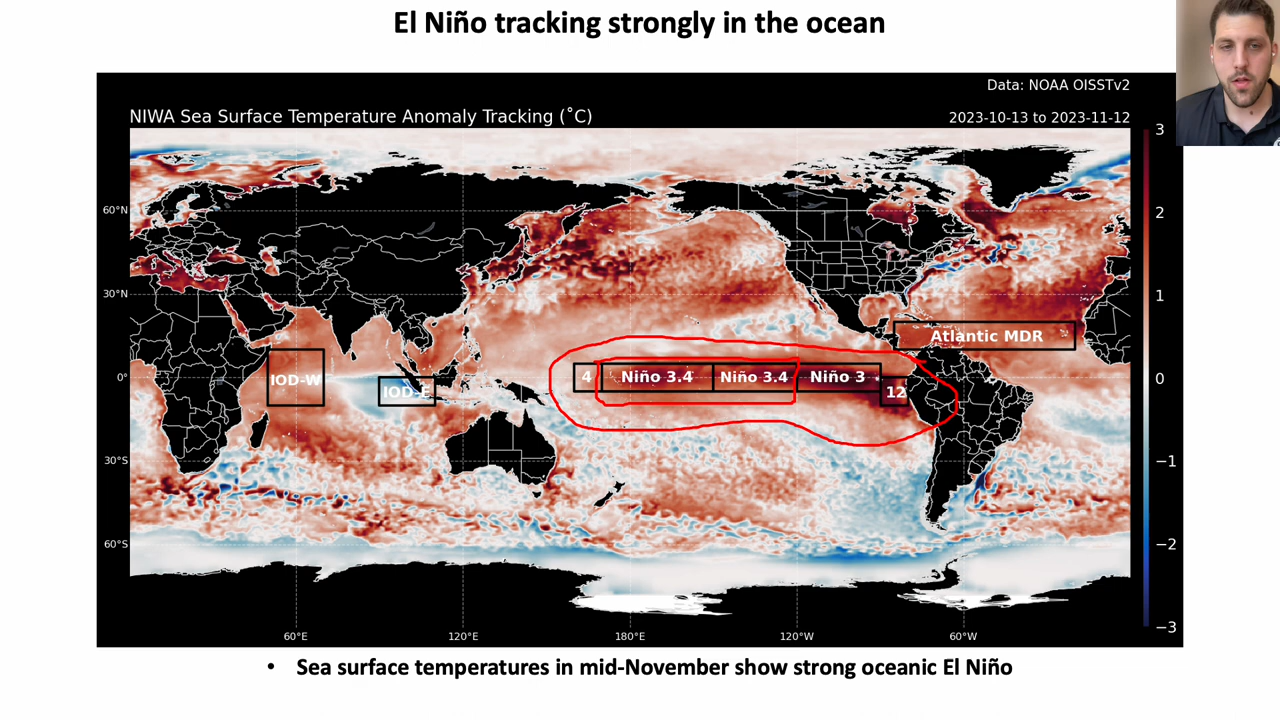 El Niño tracking strongly in the ocean
Data: NOAA OISSTv2
NIWA Sea Surface Temperature Anomaly Tracking (˚C)
2023-10-13 to 2023-11-12
3
2
1
0
−1
−2
−3
60°N
30°N
0°
30°S
60°S
Atlantic MDR
IOD-W
IOD-E
4
Niño 3.4
Niño 3.4
Niño 3
12
60°E
120°E
180°E
120°W
60°W
• Sea surface temperatures in mid-November show strong oceanic El Niño